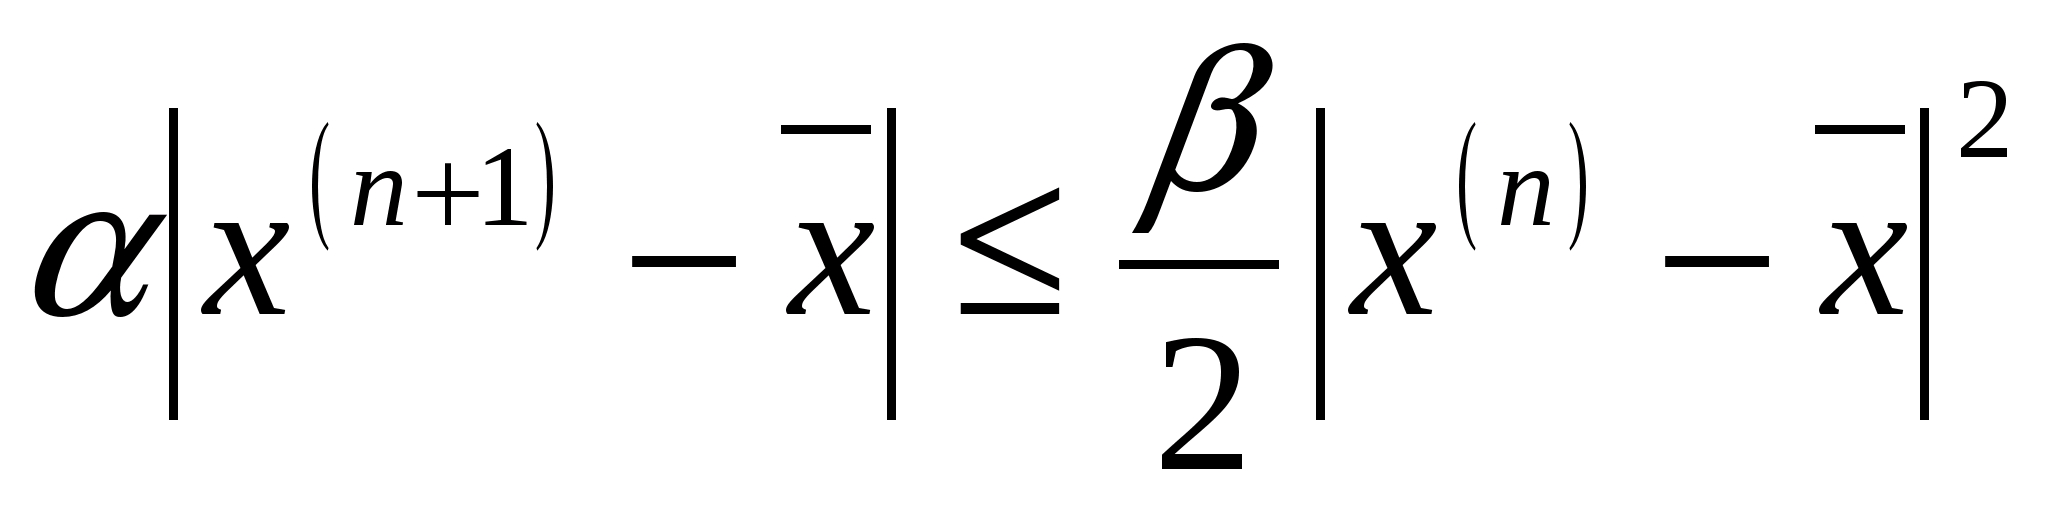 α|x^(n+1) − x̄| ≤ β/2 |x^(n) − x̄|^2